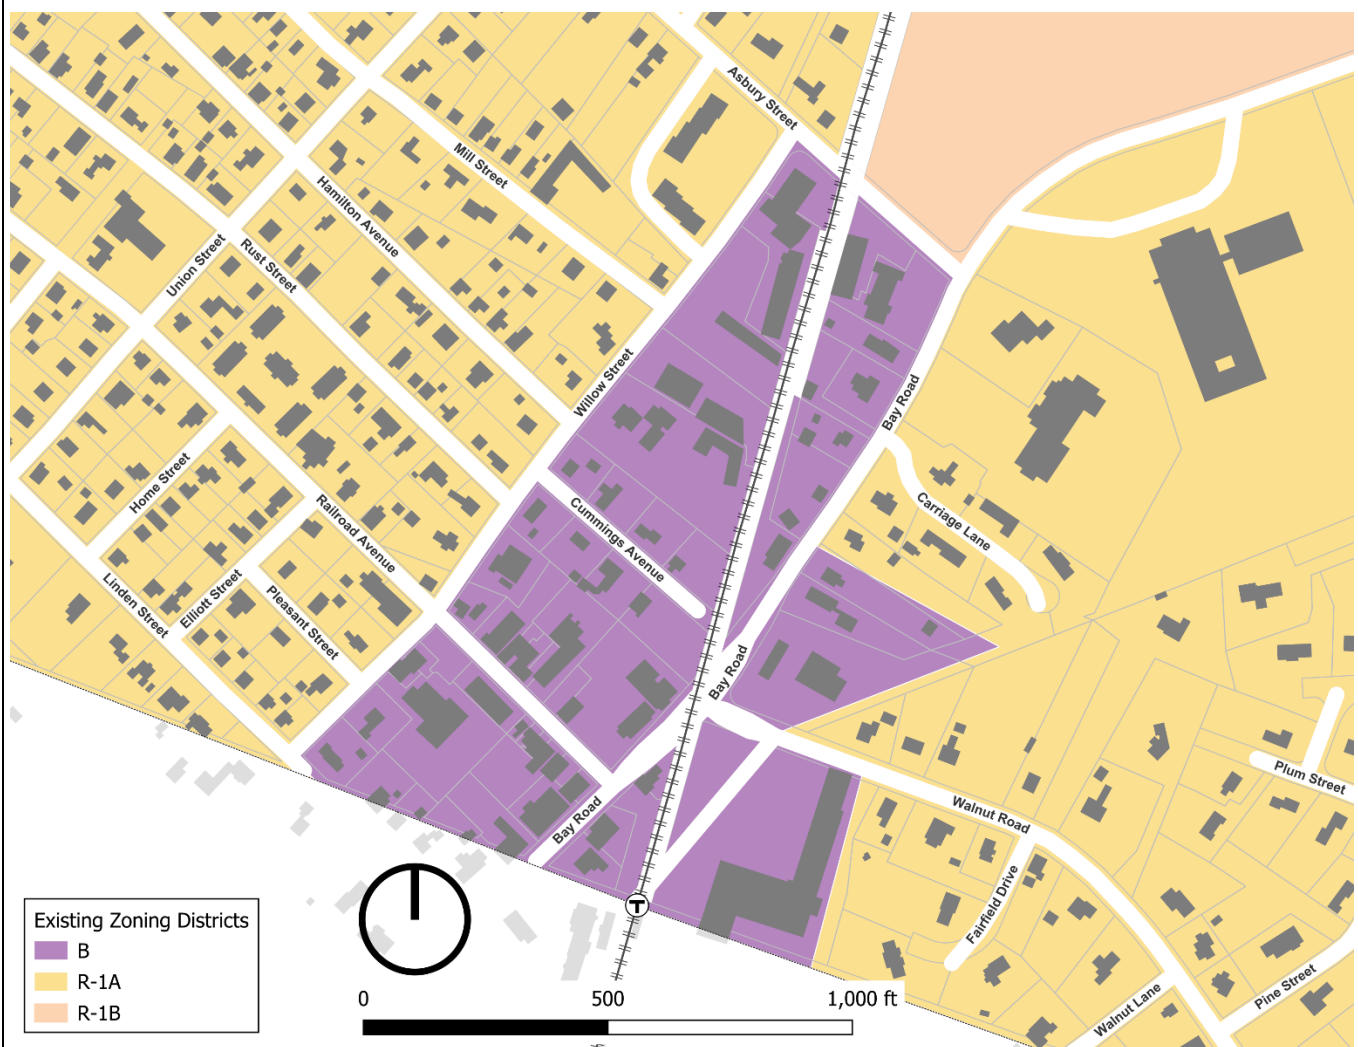 Asbury Street
Mill Street
Hamilton Avenue
Union Street
Rust Street
Willow Street
Bay Road
Home Street
Railroad Avenue
Cummings Avenue
Carriage Lane
Linden Street
Elliott Street
Pleasant Street
Bay Road
Plum Street
Bay Road
Walnut Road
Fairfield Drive
Walnut Lane
Pine Street
T
Existing Zoning Districts
B
R-1A
R-1B
0 500 1,000 ft